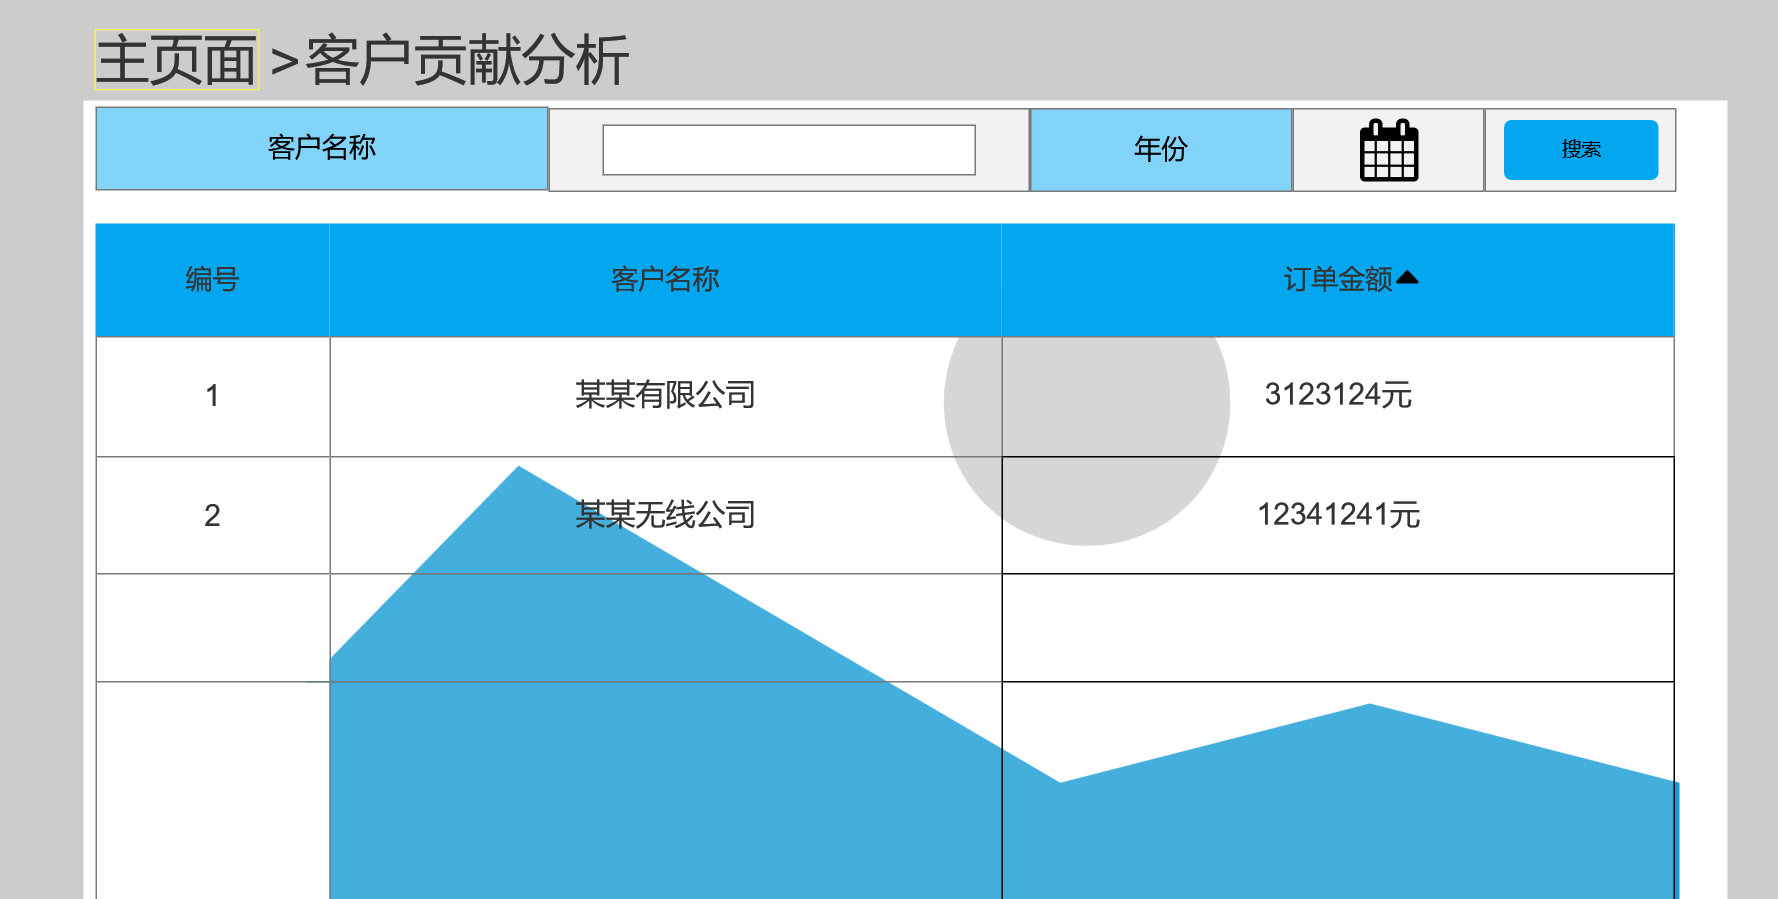 主页面 >客户贡献分析
客户名称 年份 搜索
编号 客户名称 订单金额
1 某某有限公司 3123124元
2 某某无线公司 12341241元